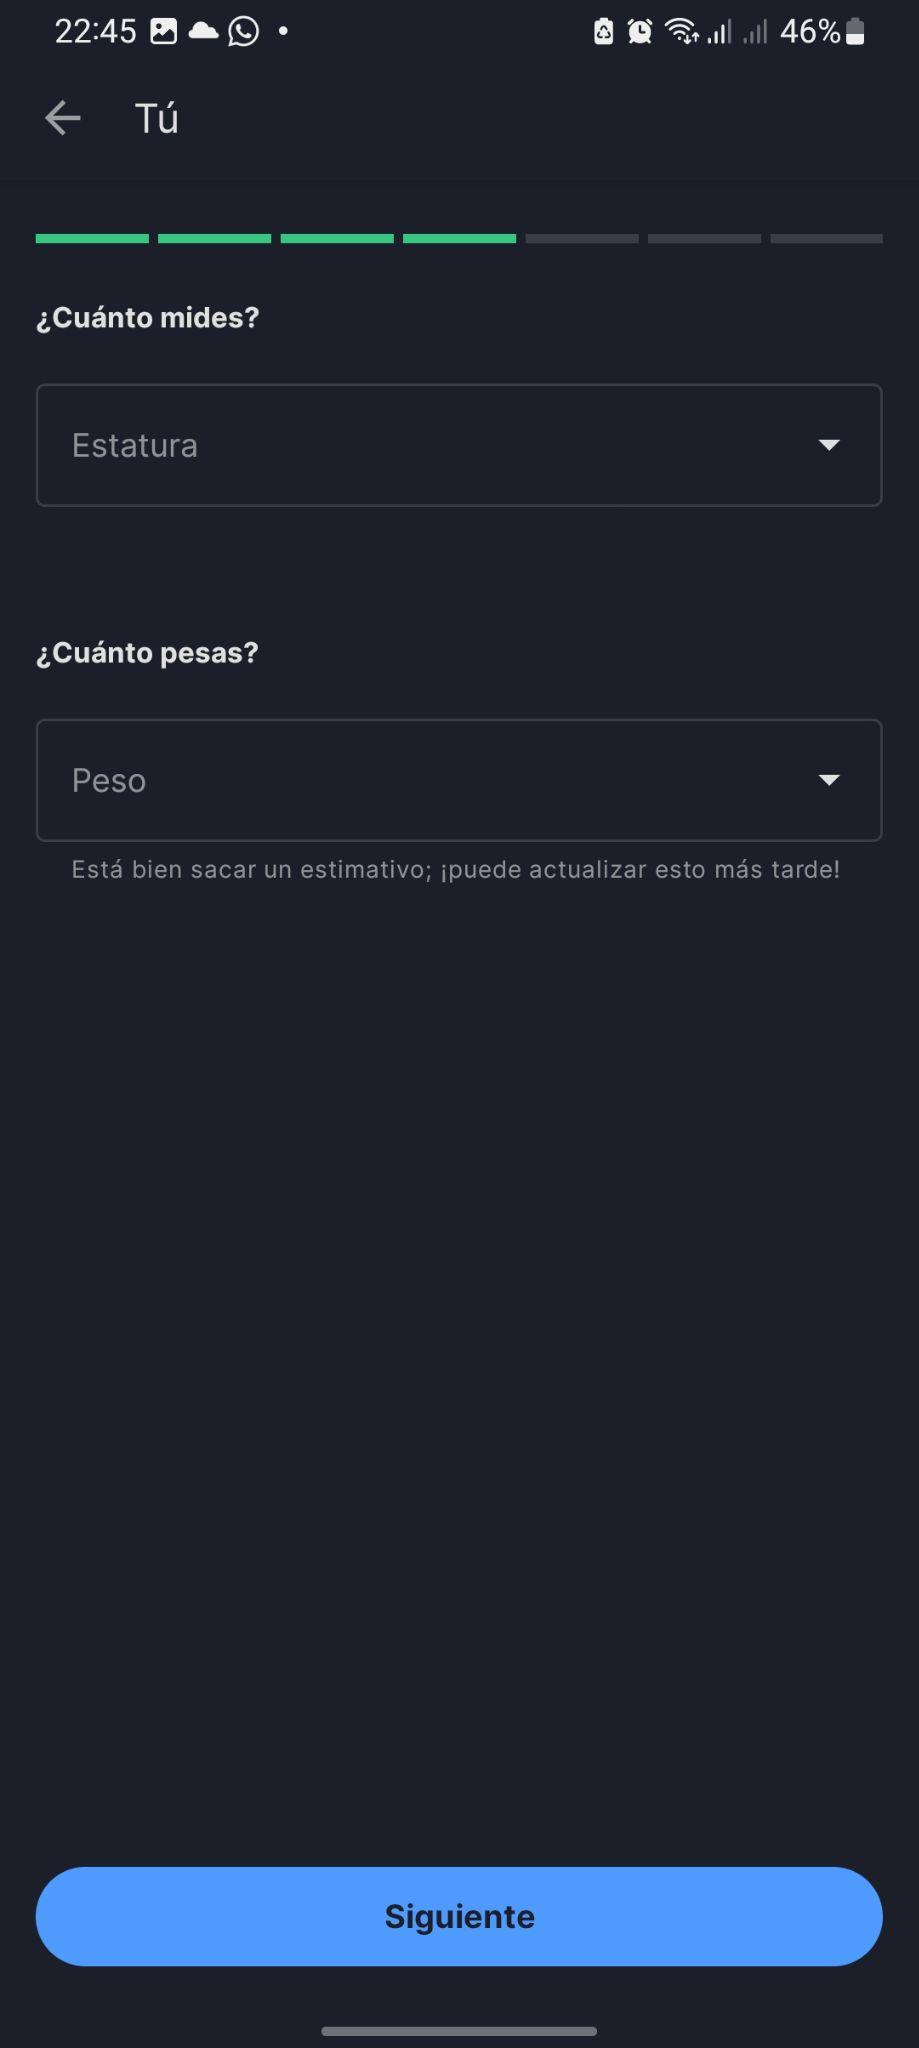 22:45
46%
Tú
¿Cuánto mides?
Estatura
¿Cuánto pesas?
Peso
Está bien sacar un estimativo; ¡puede actualizar esto más tarde!
Siguiente